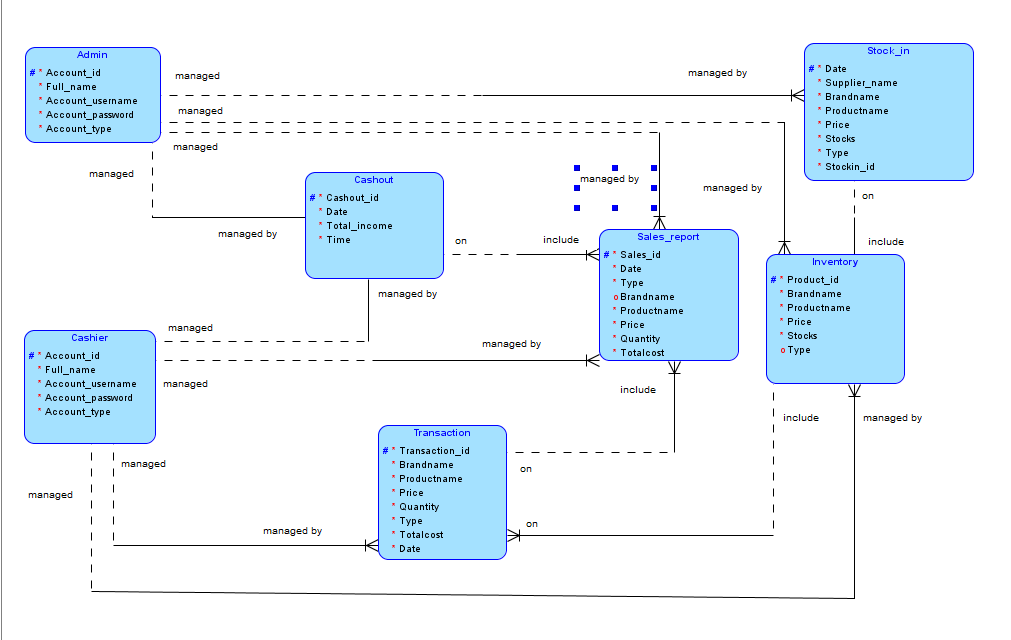 Admin
# * Account_id
* Full_name
* Account_username
* Account_password
* Account_type
managed
managed by
managed
managed
managed
managed by
Stock_in
# * Date
* Supplier_name
* Brandname
* Productname
* Price
* Stocks
* Type
* Stockin_id
on
include
Cashout
# * Cashout_id
* Date
* Total_income
* Time
on
include
managed by
managed by
managed by
Sales_report
# * Sales_id
* Date
* Type
o Brandname
* Productname
* Price
* Quantity
* Totalcost
Inventory
# * Product_id
* Brandname
* Productname
* Price
* Stocks
o Type
Cashier
# * Account_id
* Full_name
* Account_username
* Account_password
* Account_type
managed
managed by
managed
include
include
managed by
Transaction
# * Transaction_id
* Brandname
* Productname
* Price
* Quantity
* Type
* Totalcost
* Date
on
on
managed
managed
managed by